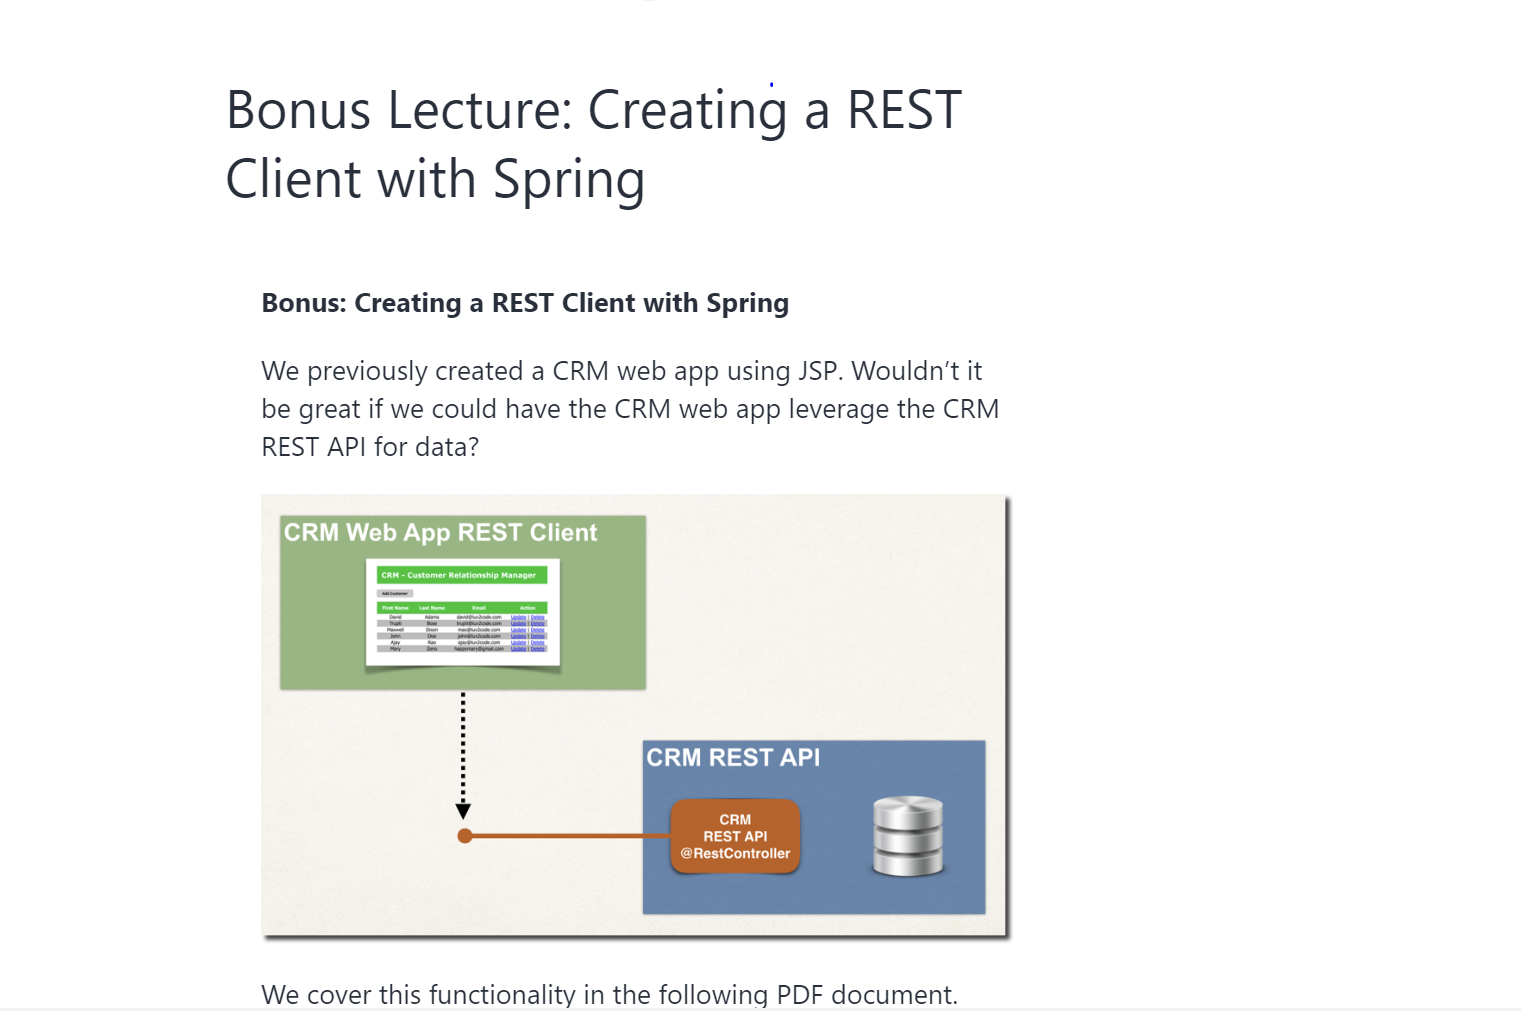 Bonus Lecture: Creating a REST
Client with Spring
Bonus: Creating a REST Client with Spring
We previously created a CRM web app using JSP. Wouldn’t it
be great if we could have the CRM web app leverage the CRM
REST API for data?
CRM Web App REST Client
CRM - Customer Relationship Manager
Add Customer
First Name Last Name Email Action
David Adams david@luv2code.com Update | Delete
Trupti Bose trupti@luv2code.com Update | Delete
Maxwell Dixon max@luv2code.com Update | Delete
John Doe john@luv2code.com Update | Delete
Ajay Rao ajay@luv2code.com Update | Delete
Mary Zeno happymary@gmail.com Update | Delete
CRM REST API
CRM
REST API
@RestController
We cover this functionality in the following PDF document.